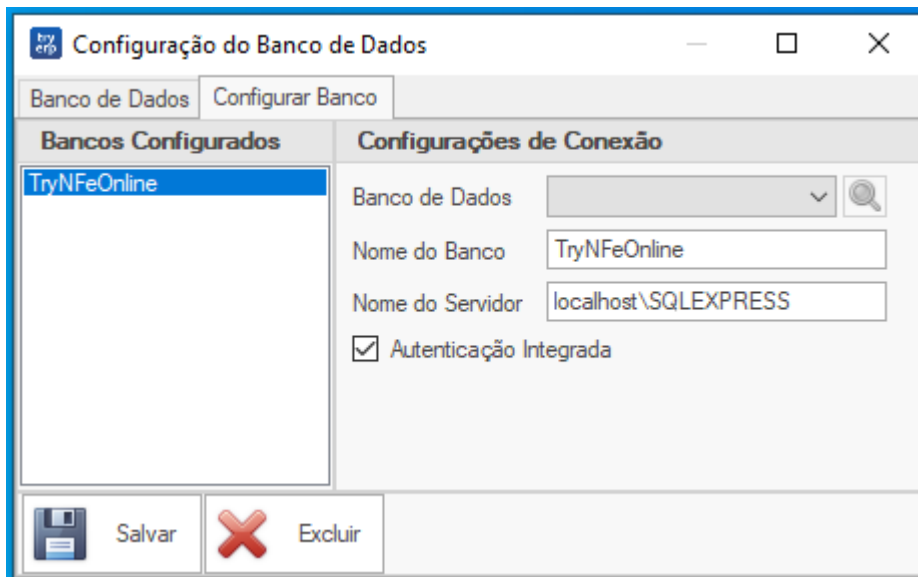 try erp Configuração do Banco de Dados
Banco de Dados Configurar Banco
Bancos Configurados
TryNFeOnline
Configurações de Conexão
Banco de Dados
Nome do Banco TryNFeOnline
Nome do Servidor localhost\SQLEXPRESS
Autenticação Integrada
Salvar Excluir